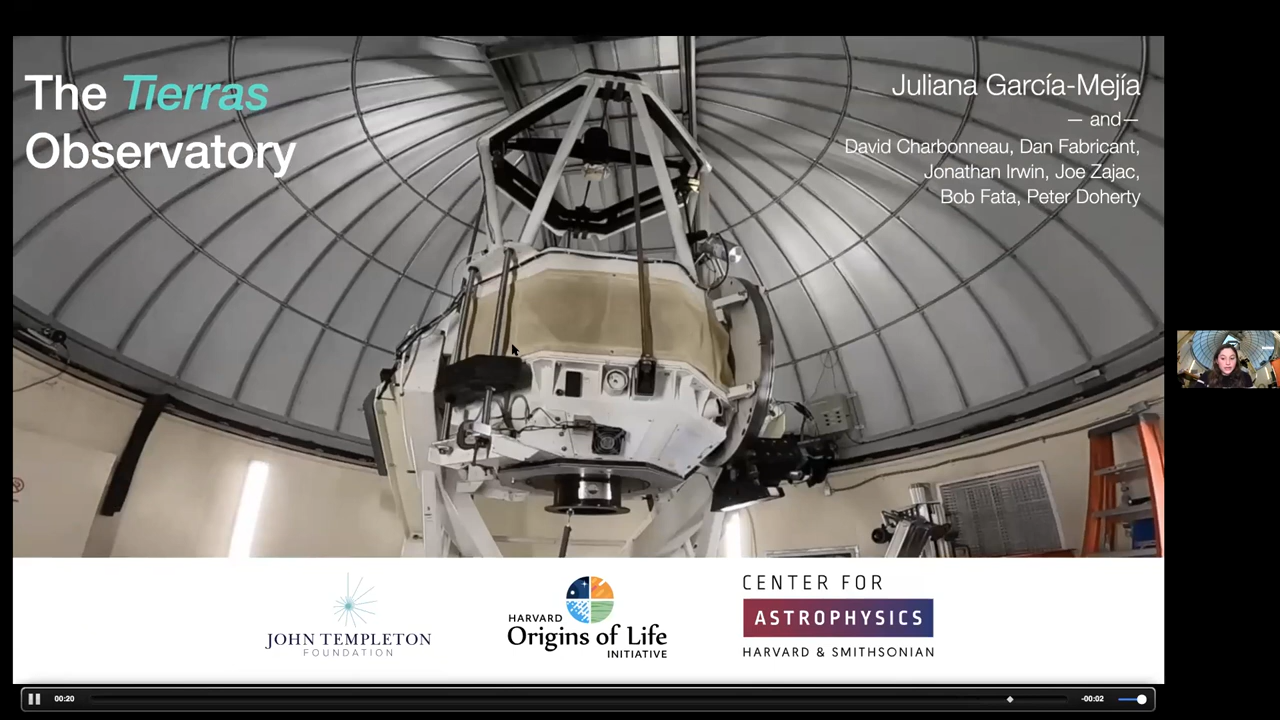 The Tierras
Observatory
Juliana García-Mejía
— and—
David Charbonneau, Dan Fabricant,
Jonathan Irwin, Joe Zajac,
Bob Fata, Peter Doherty
JOHN TEMPLETON
FOUNDATION
HARVARD
Origins of Life
INITIATIVE
CENTER FOR
ASTROPHYSICS
HARVARD & SMITHSONIAN
00:20
-00:02